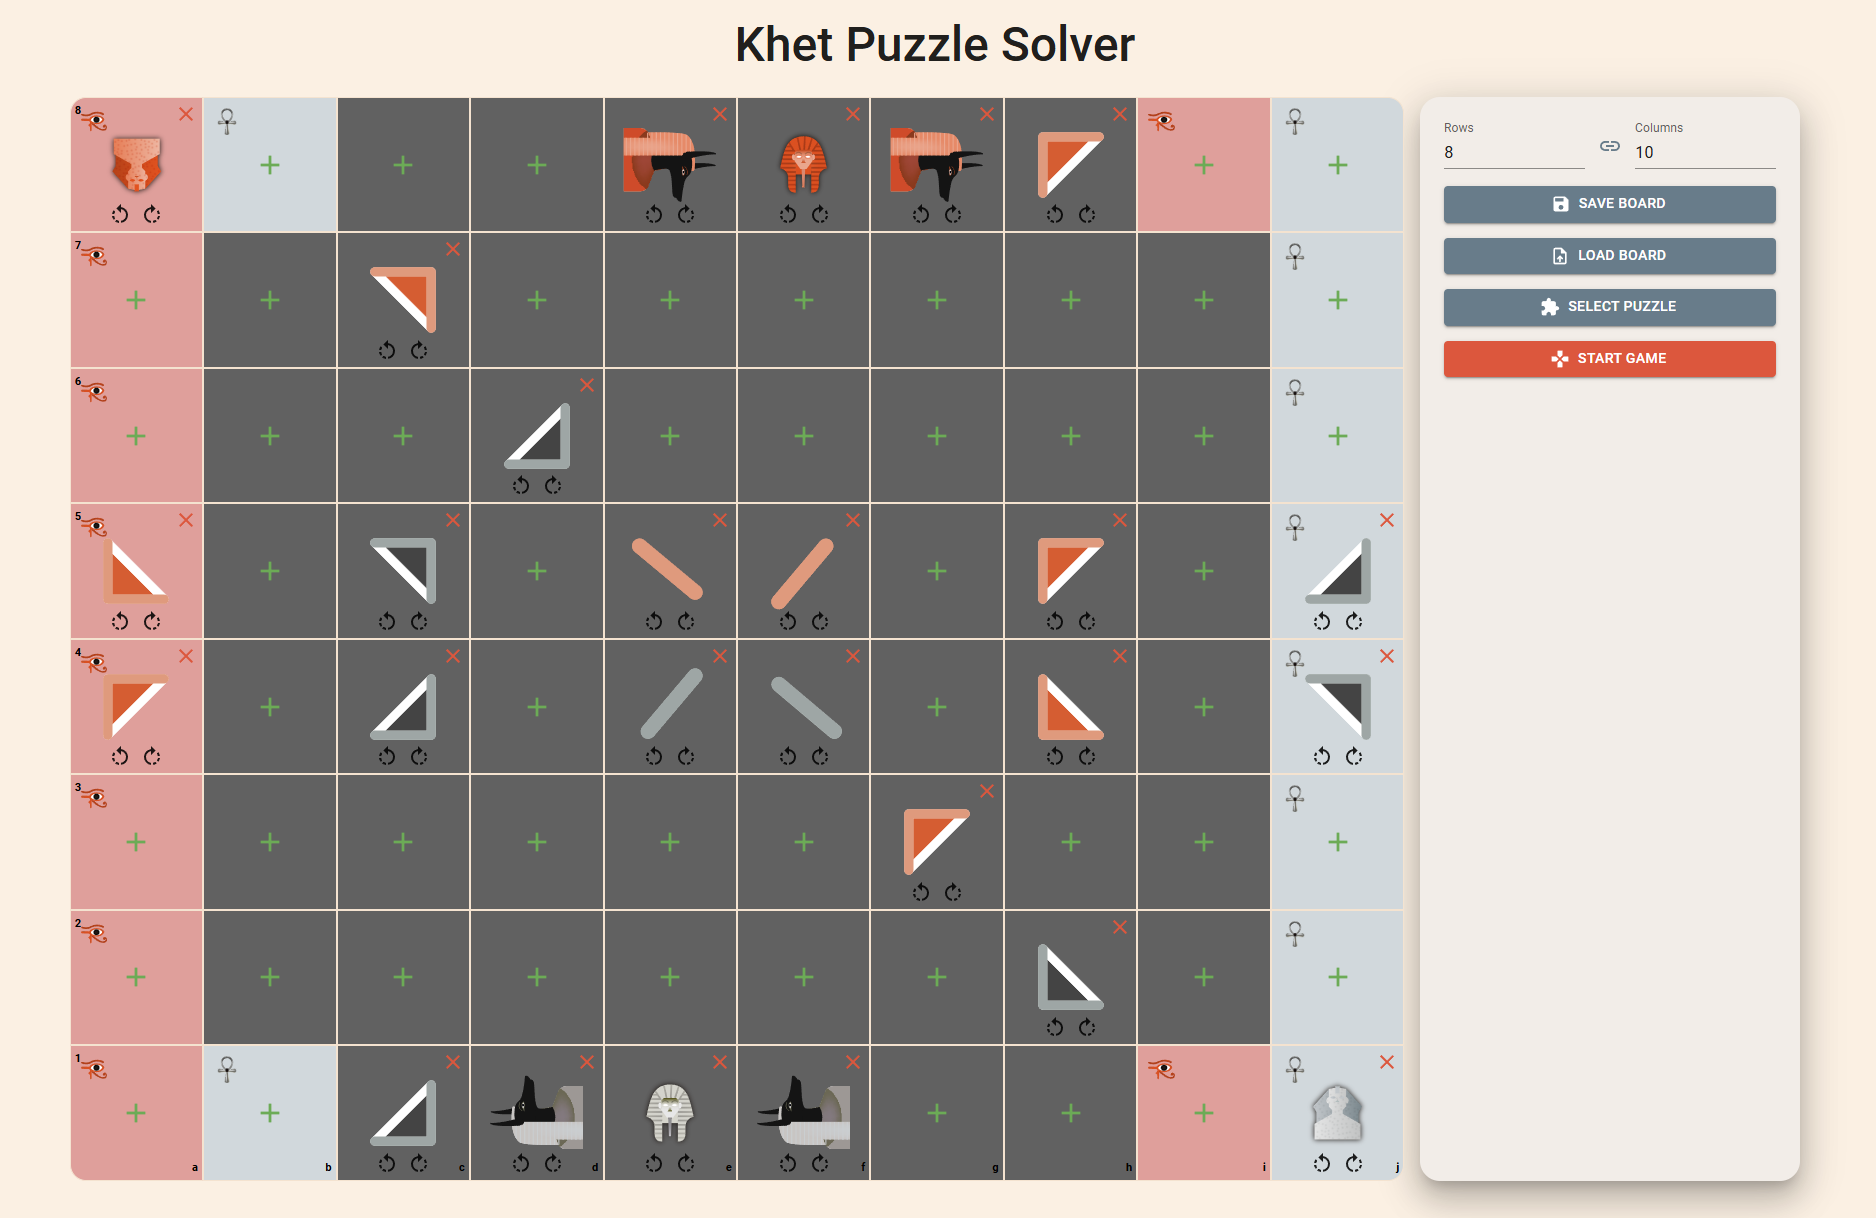 Khet Puzzle Solver
8
Rows
Columns
8
10
SAVE BOARD
7
LOAD BOARD
SELECT PUZZLE
START GAME
6
5
4
3
2
1
a
b
c
d
e
f
g
h
i
j